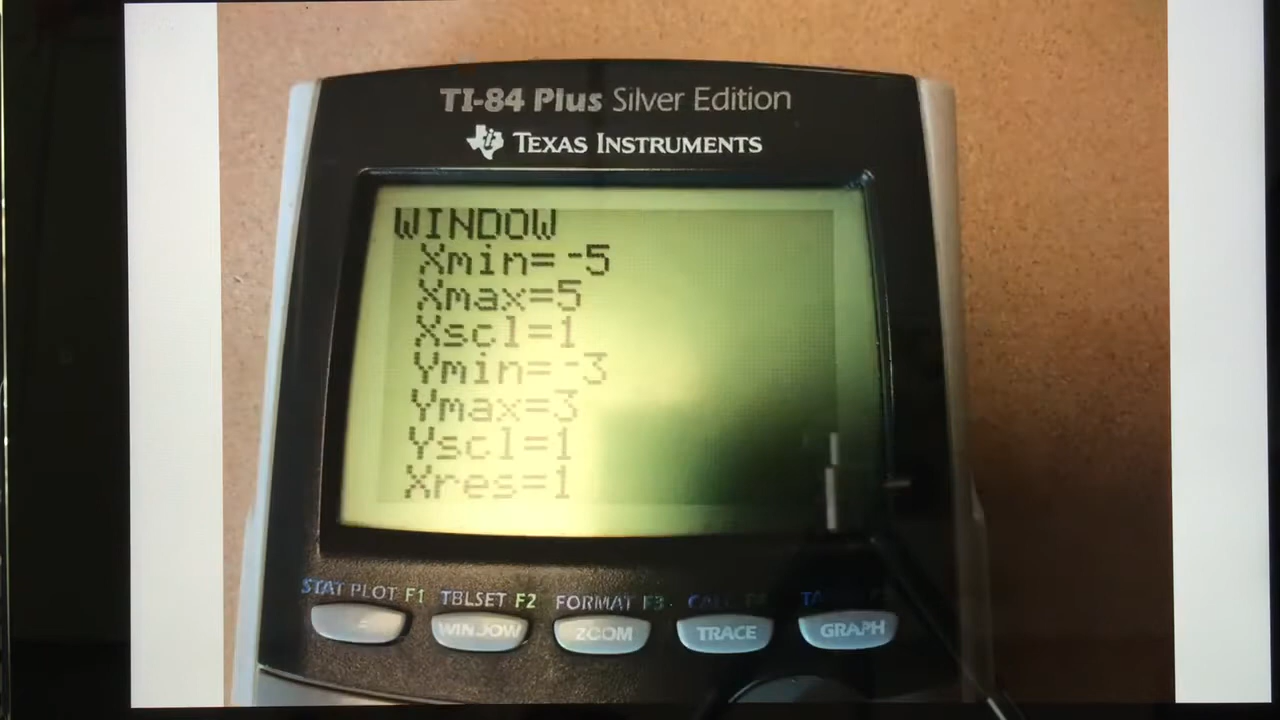 TI-84 Plus Silver Edition
TEXAS INSTRUMENTS
WINDOW
Xmin=-5
Xmax=5
Xscl=1
Ymin=-3
Ymax=3
Yscl=1
Xres=1
STAT PLOT F1 TBLSET F2 FORMAT F3
WINDOW ZOOM TRACE GRAPH